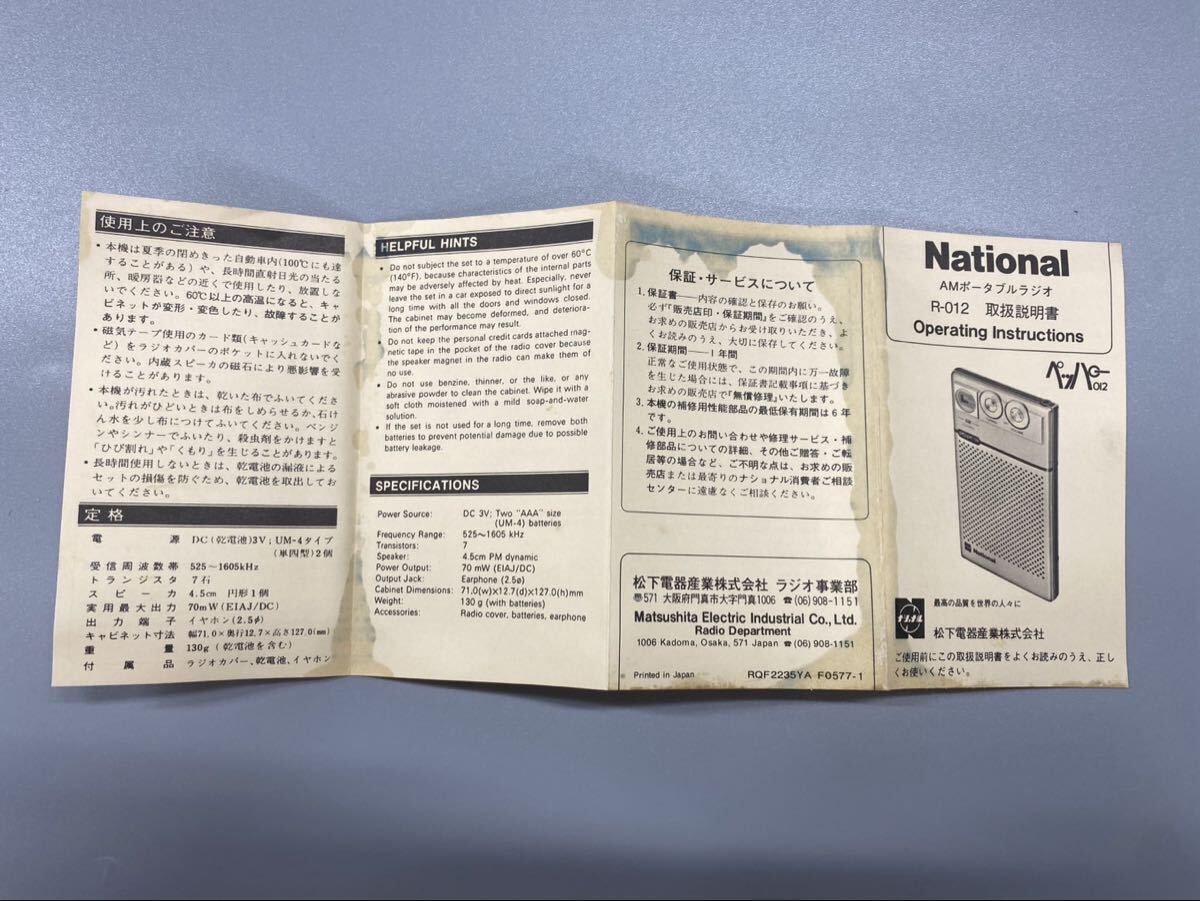 使用上のご注意
• 本機は夏季の閉めきった自動車内(100℃にも達
することがある)や、長時間直射日光の当たる
所、暖房器などの近くで使用したり、放置しな
いでください。60℃以上の高温になると、キャ
ビネットが変形・変色したり、故障することが
あります。
• 磁気テープ使用のカード類(キャッシュカードな
ど)をラジオカバーのポケットに入れないでく
ださい。内蔵スピーカの磁石により悪影響を受
けることがあります。
• 本機が汚れたときは、乾いた布でふいてくださ
い。汚れがひどいときは布をしめらせるか、石け
ん水を少し布につけてふいてください。ベンジ
ンやシンナーでふいたり、殺虫剤をかけますと
「ひび割れ」や「くもり」を生じることがあります。
• 長時間使用しないときは、乾電池の漏液による
セットの損傷を防ぐため、乾電池を取出してお
いてください。
定格
電源 DC(乾電池)3V; UM-4タイプ
(単四型)2個
受信周波数帯 525~1605kHz
トランジスタ 7石
スピーカ 4.5cm 円形1個
実用最大出力 70mW(EIAJ/DC)
出力端子 イヤホン(2.5ø)
キャビネット寸法 幅71.0×奥行12.7×高さ127.0(mm)
重量 130g(乾電池を含む)
付属品 ラジオカバー、乾電池、イヤホン
HELPFUL HINTS
• Do not subject the set to a temperature of over 60°C
(140°F), because characteristics of the internal parts
may be adversely affected by heat. Especially, never
leave the set in a car exposed to direct sunlight for a
long time with all the doors and windows closed.
The cabinet may become deformed, and deteriora-
tion of the performance may result.
• Do not keep the personal credit cards attached mag-
netic tape in the pocket of the radio cover because
the speaker magnet in the radio can make them of
no use.
• Do not use benzine, thinner, or the like, or any
abrasive powder to clean the cabinet. Wipe it with a
soft cloth moistened with a mild soap-and-water
solution.
• If the set is not used for a long time, remove both
batteries to prevent potential damage due to possible
battery leakage.
SPECIFICATIONS
Power Source: DC 3V; Two "AAA" size
(UM-4) batteries
Frequency Range: 525~1605 kHz
Transistors: 7
Speaker: 4.5cm PM dynamic
Power Output: 70 mW (EIAJ/DC)
Output Jack: Earphone (2.5ø)
Cabinet Dimensions: 71.0(w)×12.7(d)×127.0(h)mm
Weight: 130 g (with batteries)
Accessories: Radio cover, batteries, earphone
保証・サービスについて
1. 保証書——内容の確認と保存のお願い。
必ず『販売店印・保証期間』をご確認のうえ、
お求めの販売店からお受け取りいただき、よ
くお読みのうえ、大切に保存してください。
2. 保証期間——1年間
正常なご使用状態で、この期間内に万一故障
を生じた場合には、保証書記載事項に基づき
お求めの販売店で『無償修理』いたします。
3. 本機の補修用性能部品の最低保有期間は6年
です。
4. ご使用上のお問い合わせや修理サービス・補
修部品についての詳細、その他ご贈答・ご転
居等の場合など、ご不明な点は、お求めの販
売店または最寄りのナショナル消費者ご相談
センターに遠慮なくご相談ください。
松下電器産業株式会社 ラジオ事業部
〠571 大阪府門真市大字門真1006 ☎(06)908-1151
Matsushita Electric Industrial Co., Ltd.
Radio Department
1006 Kadoma, Osaka, 571 Japan ☎(06)908-1151
Printed in Japan RQF2235YA F0577-1
National
AMポータブルラジオ
R-012 取扱説明書
Operating Instructions
ペッパー012
National
ナショナル
最高の品質を世界の人々に
松下電器産業株式会社
ご使用前にこの取扱説明書をよくお読みのうえ、正し
くお使いください。